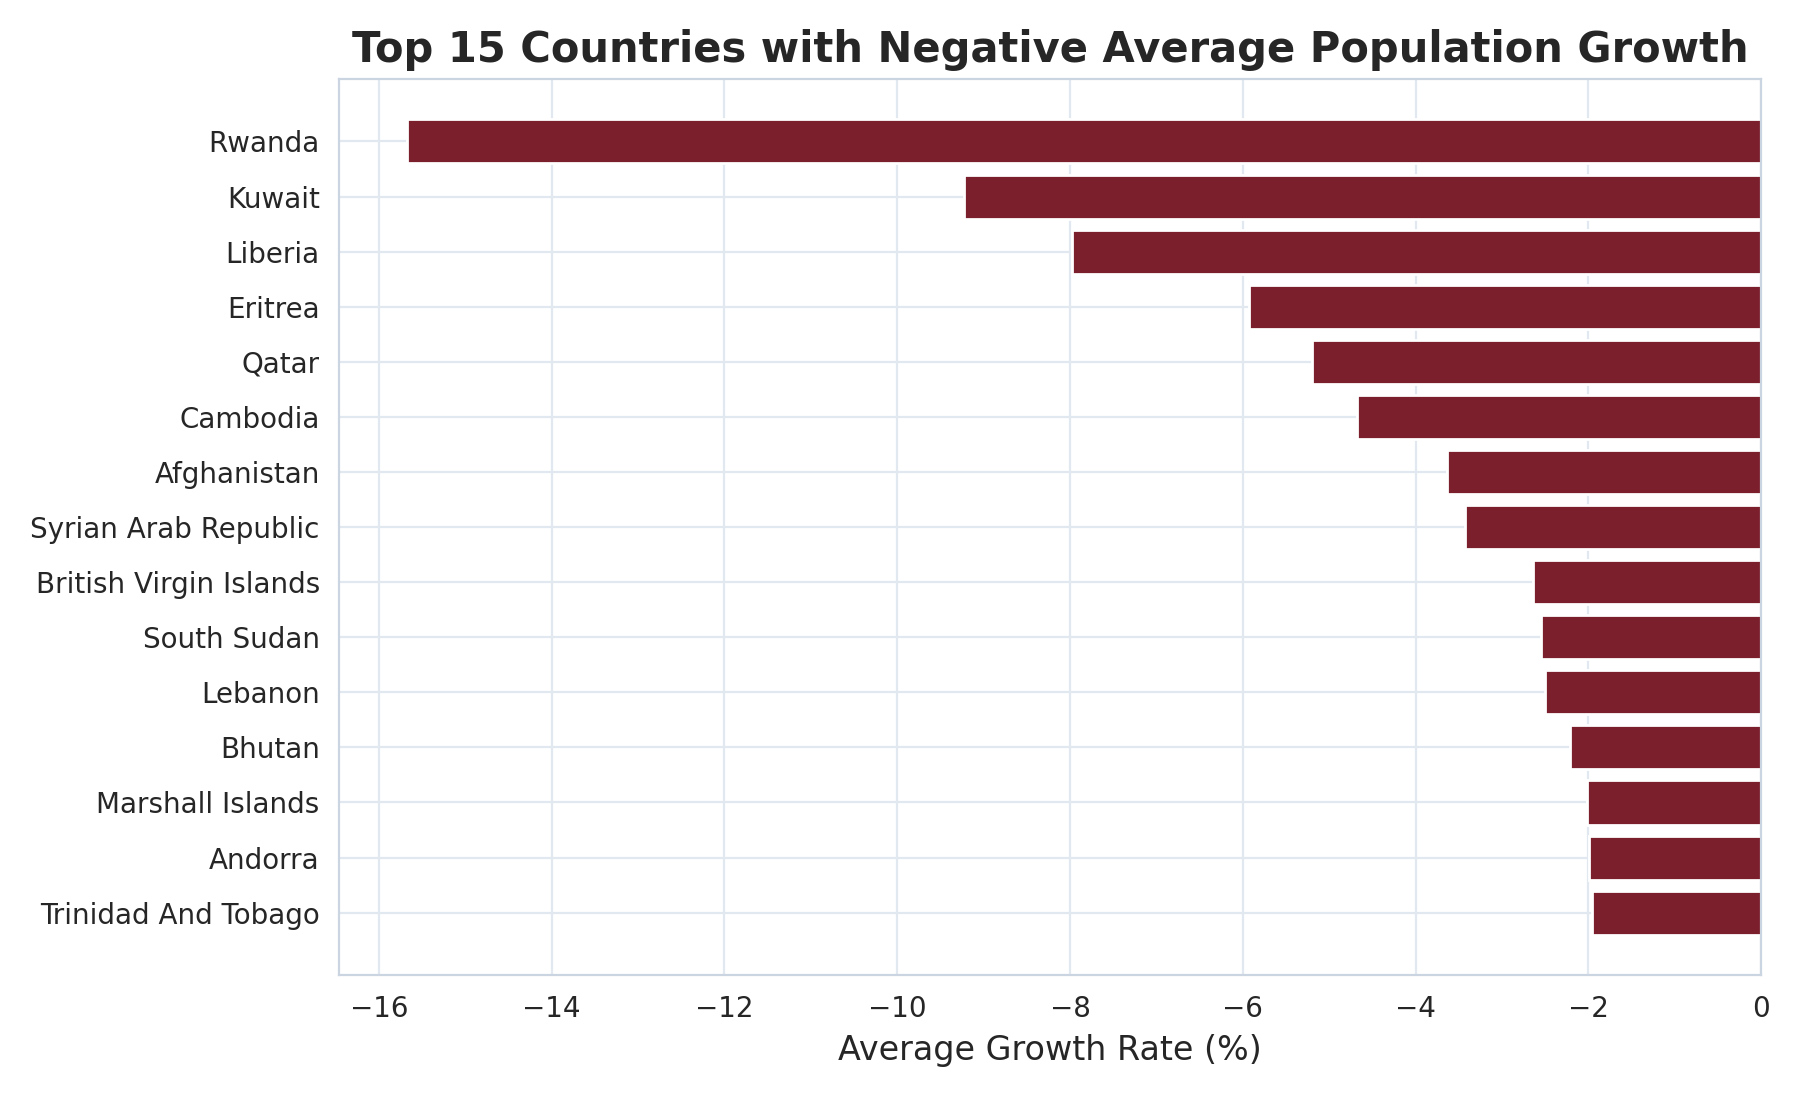 Top 15 Countries with Negative Average Population Growth
Rwanda
Kuwait
Liberia
Eritrea
Qatar
Cambodia
Afghanistan
Syrian Arab Republic
British Virgin Islands
South Sudan
Lebanon
Bhutan
Marshall Islands
Andorra
Trinidad And Tobago
−16 −14 −12 −10 −8 −6 −4 −2 0
Average Growth Rate (%)